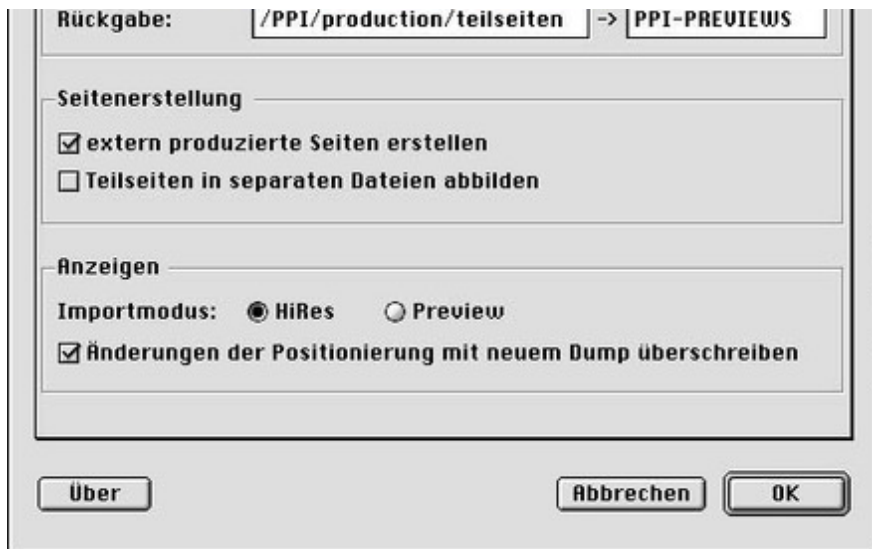 Rückgabe: /PPI/production/teilseiten -> PPI-PREVIEWS
Seitenerstellung
extern produzierte Seiten erstellen
Teilseiten in separaten Dateien abbilden
Anzeigen
Importmodus: HiRes Preview
Änderungen der Positionierung mit neuem Dump überschreiben
Über Abbrechen OK